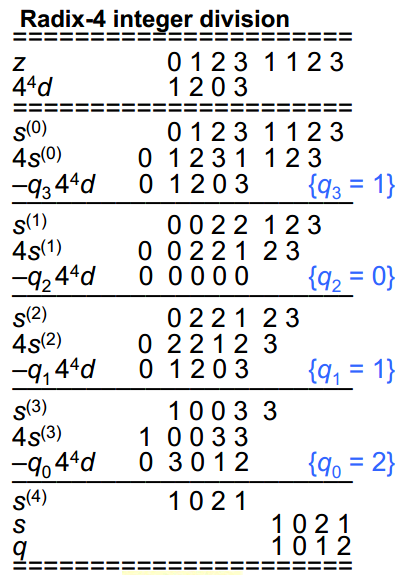 Radix-4 integer division
z 0 1 2 3 1 1 2 3
4⁴d 1 2 0 3
s⁽⁰⁾ 0 1 2 3 1 1 2 3
4s⁽⁰⁾ 0 1 2 3 1 1 2 3
–q₃4⁴d 0 1 2 0 3 {q₃ = 1}
s⁽¹⁾ 0 0 2 2 1 2 3
4s⁽¹⁾ 0 0 2 2 1 2 3
–q₂4⁴d 0 0 0 0 0 {q₂ = 0}
s⁽²⁾ 0 2 2 1 2 3
4s⁽²⁾ 0 2 2 1 2 3
–q₁4⁴d 0 1 2 0 3 {q₁ = 1}
s⁽³⁾ 1 0 0 3 3
4s⁽³⁾ 1 0 0 3 3
–q₀4⁴d 0 3 0 1 2 {q₀ = 2}
s⁽⁴⁾ 1 0 2 1
s 1 0 2 1
q 1 0 1 2